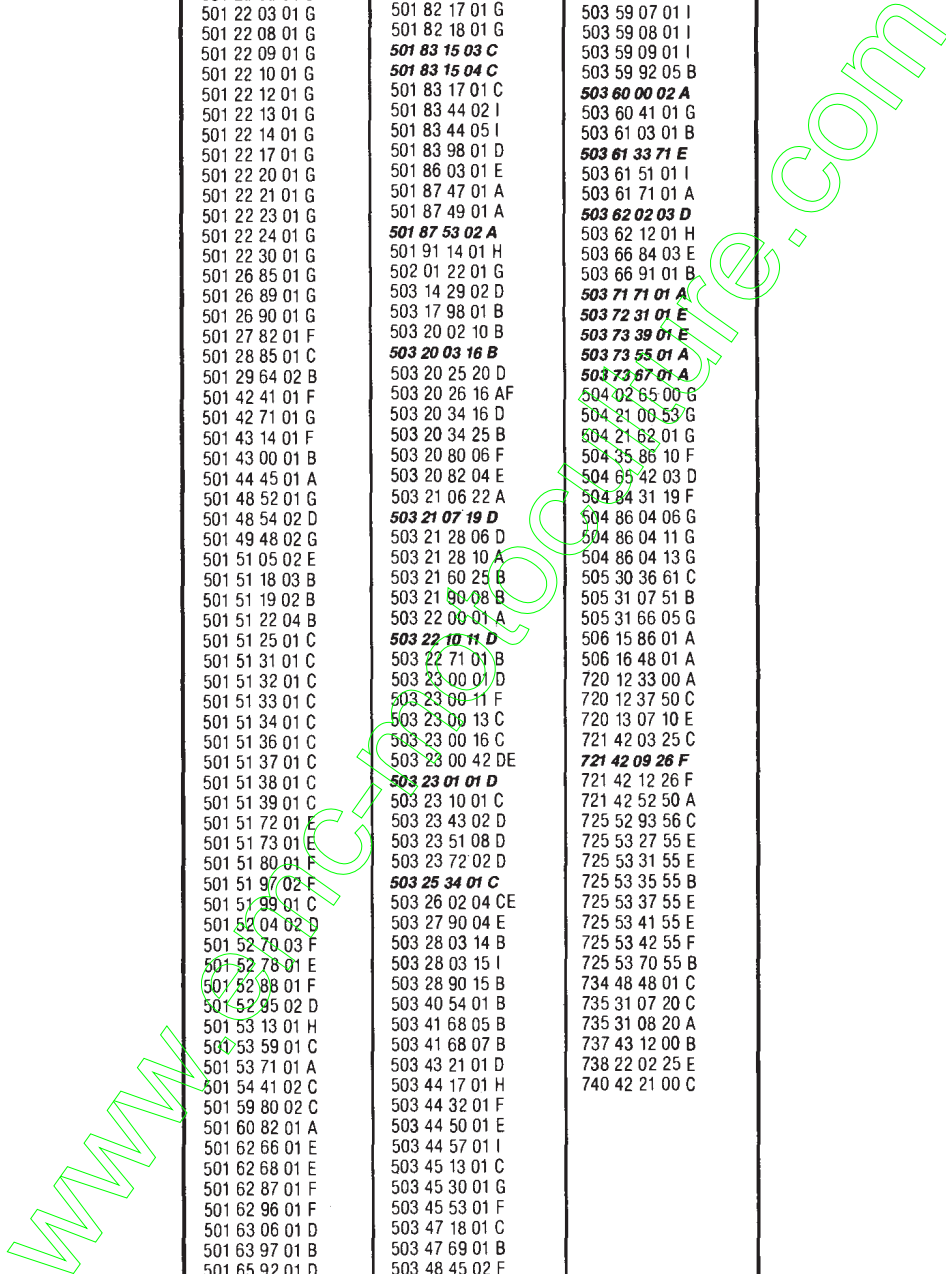 501 22 03 01 G
501 22 08 01 G
501 22 09 01 G
501 22 10 01 G
501 22 12 01 G
501 22 13 01 G
501 22 14 01 G
501 22 17 01 G
501 22 20 01 G
501 22 21 01 G
501 22 23 01 G
501 22 24 01 G
501 22 30 01 G
501 26 85 01 G
501 26 89 01 G
501 26 90 01 G
501 27 82 01 F
501 28 85 01 C
501 29 64 02 B
501 42 41 01 F
501 42 71 01 G
501 43 14 01 F
501 43 00 01 B
501 44 45 01 A
501 48 52 01 G
501 48 54 02 D
501 49 48 02 G
501 51 05 02 E
501 51 18 03 B
501 51 19 02 B
501 51 22 04 B
501 51 25 01 C
501 51 31 01 C
501 51 32 01 C
501 51 33 01 C
501 51 34 01 C
501 51 36 01 C
501 51 37 01 C
501 51 38 01 C
501 51 39 01 C
501 51 72 01 E
501 51 73 01 E
501 51 80 01 F
501 51 97 02 F
501 51 99 01 C
501 52 04 02 D
501 52 70 03 F
501 52 78 01 E
501 52 88 01 F
501 52 95 02 D
501 53 13 01 H
501 53 59 01 C
501 53 71 01 A
501 54 41 02 C
501 59 80 02 C
501 60 82 01 A
501 62 66 01 E
501 62 68 01 E
501 62 87 01 F
501 62 96 01 F
501 63 06 01 D
501 63 97 01 B
501 65 92 01 D
501 82 17 01 G
501 82 18 01 G
501 83 15 03 C
501 83 15 04 C
501 83 17 01 C
501 83 44 02 I
501 83 44 05 I
501 83 98 01 D
501 86 03 01 E
501 87 47 01 A
501 87 49 01 A
501 87 53 02 A
501 91 14 01 H
502 01 22 01 G
503 14 29 02 D
503 17 98 01 B
503 20 02 10 B
503 20 03 16 B
503 20 25 20 D
503 20 26 16 AF
503 20 34 16 D
503 20 34 25 B
503 20 80 06 F
503 20 82 04 E
503 21 06 22 A
503 21 07 19 D
503 21 28 06 D
503 21 28 10 A
503 21 60 25 B
503 21 90 08 B
503 22 00 01 A
503 22 10 11 D
503 22 71 01 B
503 23 00 01 D
503 23 00 11 F
503 23 00 13 C
503 23 00 16 C
503 23 00 42 DE
503 23 01 01 D
503 23 10 01 C
503 23 43 02 D
503 23 51 08 D
503 23 72 02 D
503 25 34 01 C
503 26 02 04 CE
503 27 90 04 E
503 28 03 14 B
503 28 03 15 I
503 28 90 15 B
503 40 54 01 B
503 41 68 05 B
503 41 68 07 B
503 43 21 01 D
503 44 17 01 H
503 44 32 01 F
503 44 50 01 E
503 44 57 01 I
503 45 13 01 C
503 45 30 01 G
503 45 53 01 F
503 47 18 01 C
503 47 69 01 B
503 48 45 02 F
503 59 07 01 I
503 59 08 01 I
503 59 09 01 I
503 59 92 05 B
503 60 00 02 A
503 60 41 01 G
503 61 03 01 B
503 61 33 71 E
503 61 51 01 I
503 61 71 01 A
503 62 02 03 D
503 62 12 01 H
503 66 84 03 E
503 66 91 01 B
503 71 71 01 A
503 72 31 01 E
503 73 39 01 E
503 73 55 01 A
503 73 67 01 A
504 02 65 00 G
504 21 00 53 G
504 21 62 01 G
504 35 86 10 F
504 65 42 03 D
504 84 31 19 F
504 86 04 06 G
504 86 04 11 G
504 86 04 13 G
505 30 36 61 C
505 31 07 51 B
505 31 66 05 G
506 15 86 01 A
506 16 48 01 A
720 12 33 00 A
720 12 37 50 C
720 13 07 10 E
721 42 03 25 C
721 42 09 26 F
721 42 12 26 F
721 42 52 50 A
725 52 93 56 C
725 53 27 55 E
725 53 31 55 E
725 53 35 55 B
725 53 37 55 E
725 53 41 55 E
725 53 42 55 F
725 53 70 55 B
734 48 48 01 C
735 31 07 20 C
735 31 08 20 A
737 43 12 00 B
738 22 02 25 E
740 42 21 00 C
www.emc-motoculture.com